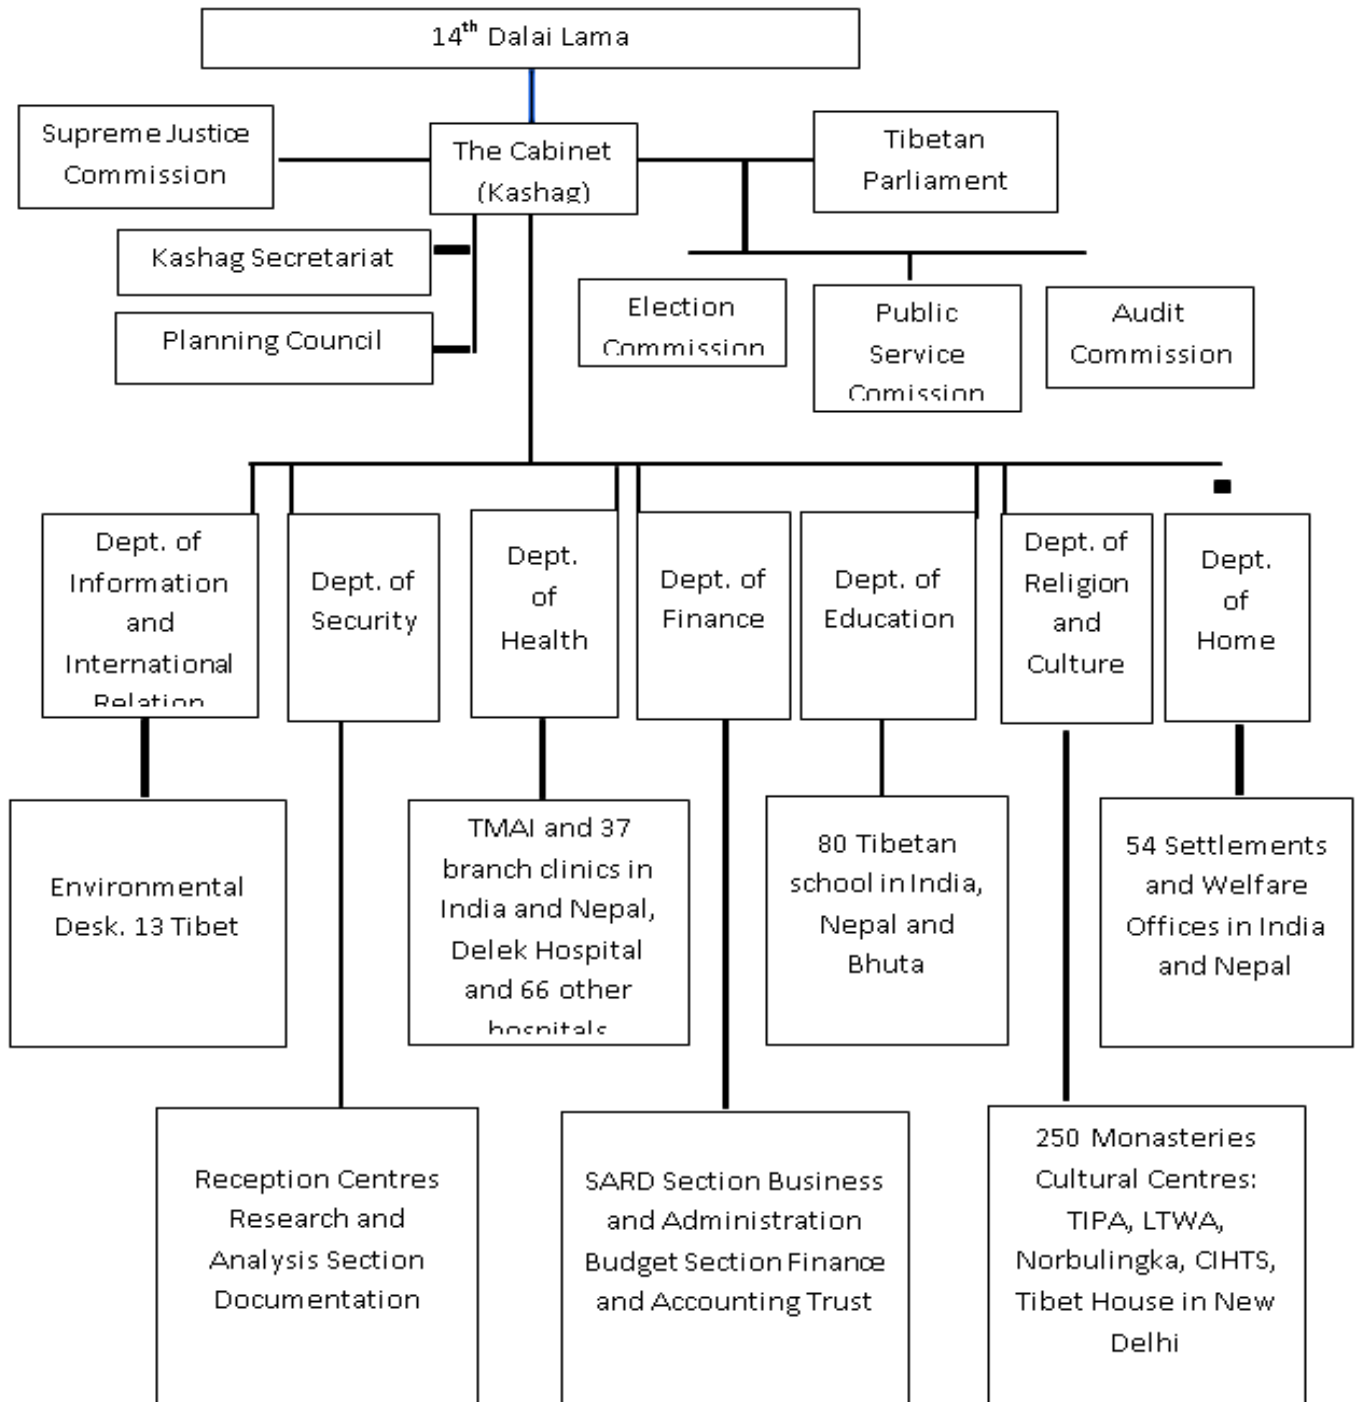 14th Dalai Lama
Supreme Justice
Commission
The Cabinet
(Kashag)
Tibetan
Parliament
Kashag Secretariat
Planning Council
Election
Commission
Public
Service
Comission
Audit
Commission
Dept. of
Information
and
International
Relation
Dept. of
Security
Dept.
of
Health
Dept. of
Finance
Dept. of
Education
Dept. of
Religion
and
Culture
Dept.
of
Home
Environmental
Desk. 13 Tibet
TMAI and 37
branch clinics in
India and Nepal,
Delek Hospital
and 66 other
hospitals
80 Tibetan
school in India,
Nepal and
Bhuta
54 Settlements
and Welfare
Offices in India
and Nepal
Reception Centres
Research and
Analysis Section
Documentation
SARD Section Business
and Administration
Budget Section Finance
and Accounting Trust
250 Monasteries
Cultural Centres:
TIPA, LTWA,
Norbulingka, CIHTS,
Tibet House in New
Delhi